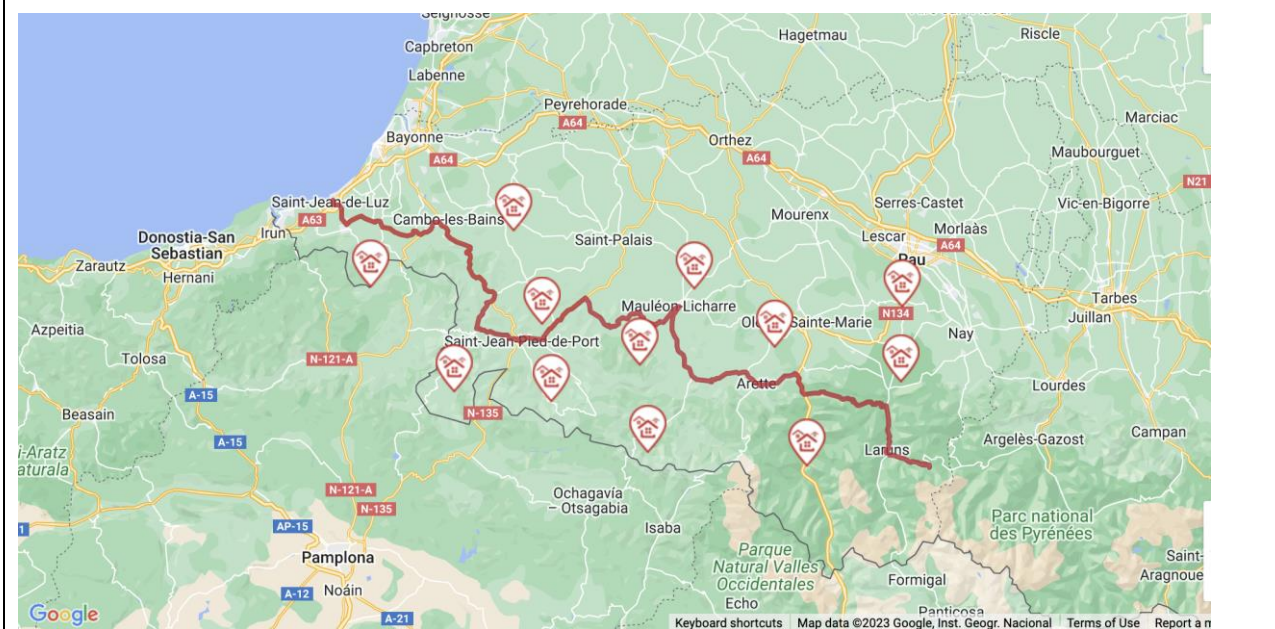 Seignosse
Capbreton
Labenne
Hagetmau
Riscle
Peyrehorade
A64
Marciac
Bayonne
Orthez
A64
A64
Maubourguet
N21
Saint-Jean-de-Luz
A63
Cambo-les-Bains
Serres-Castet
Vic-en-Bigorre
Mourenx
Irun
Donostia-San
Sebastian
Saint-Palais
Lescar
Morlaàs
A64
Pau
Zarautz
Hernani
Mauléon-Licharre
Tarbes
N134
Juillan
Sainte-Marie
Azpeitia
Nay
Saint-Jean-Pied-de-Port
Tolosa
N-121-A
Arette
Lourdes
A-15
Beasain
N-135
A-15
Laruns
Argelès-Gazost
Campan
i-Aratz
aturala
N-121-A
N-135
Ochagavía
– Otsagabia
AP-15
Isaba
Parc national
des Pyrénées
1
Pamplona
Parque
Natural Valles
Occidentales
Saint-
Aragnoue
A-12
Noáin
Formigal
Echo
Panticosa
A-21
Google
Keyboard shortcuts Map data ©2023 Google, Inst. Geogr. Nacional Terms of Use Report a m